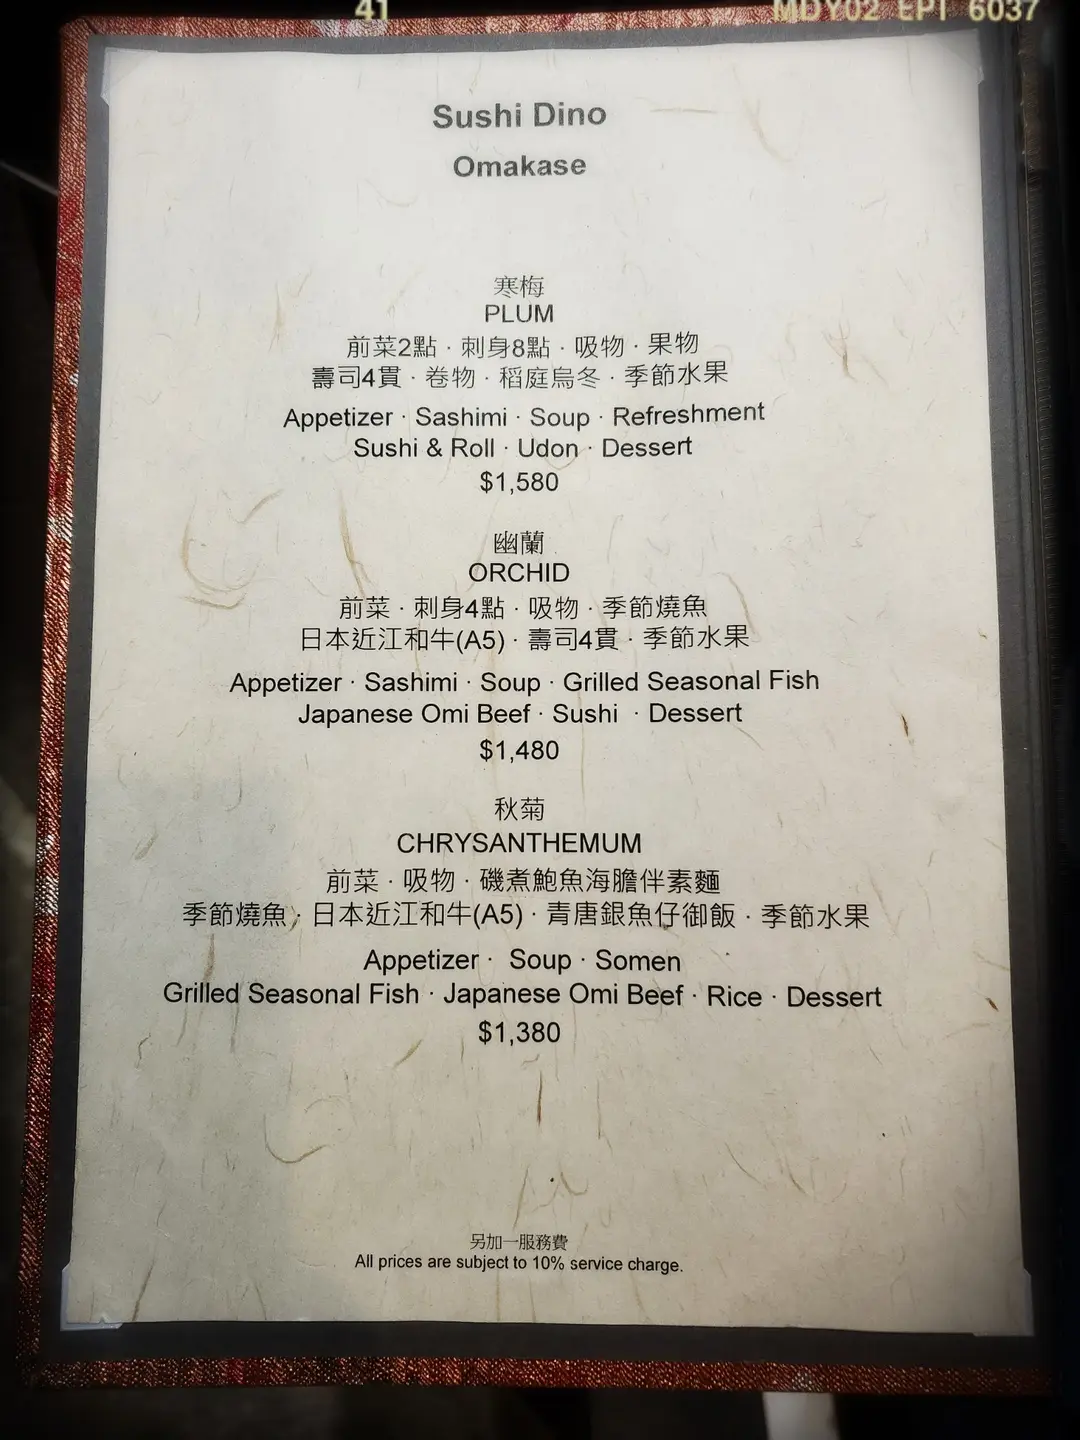 41 MDY02 EPT 6037
Sushi Dino
Omakase
寒梅
PLUM
前菜2點 · 刺身8點 · 吸物 · 果物
壽司4貫 · 卷物 · 稻庭烏冬 · 季節水果
Appetizer · Sashimi · Soup · Refreshment
Sushi & Roll · Udon · Dessert
$1,580
幽蘭
ORCHID
前菜 · 刺身4點 · 吸物 · 季節燒魚
日本近江和牛(A5) · 壽司4貫 · 季節水果
Appetizer · Sashimi · Soup · Grilled Seasonal Fish
Japanese Omi Beef · Sushi · Dessert
$1,480
秋菊
CHRYSANTHEMUM
前菜 · 吸物 · 磯煮鮑魚海膽伴素麵
季節燒魚 · 日本近江和牛(A5) · 青唐銀魚仔御飯 · 季節水果
Appetizer · Soup · Somen
Grilled Seasonal Fish · Japanese Omi Beef · Rice · Dessert
$1,380
另加一服務費
All prices are subject to 10% service charge.